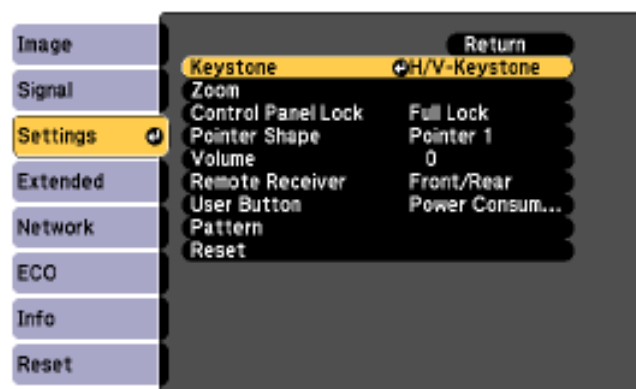 Image
Signal
Settings
Extended
Network
ECO
Info
Reset
Return
Keystone H/V-Keystone
Zoom
Control Panel Lock Full Lock
Pointer Shape Pointer 1
Volume 0
Remote Receiver Front/Rear
User Button Power Consum...
Pattern
Reset